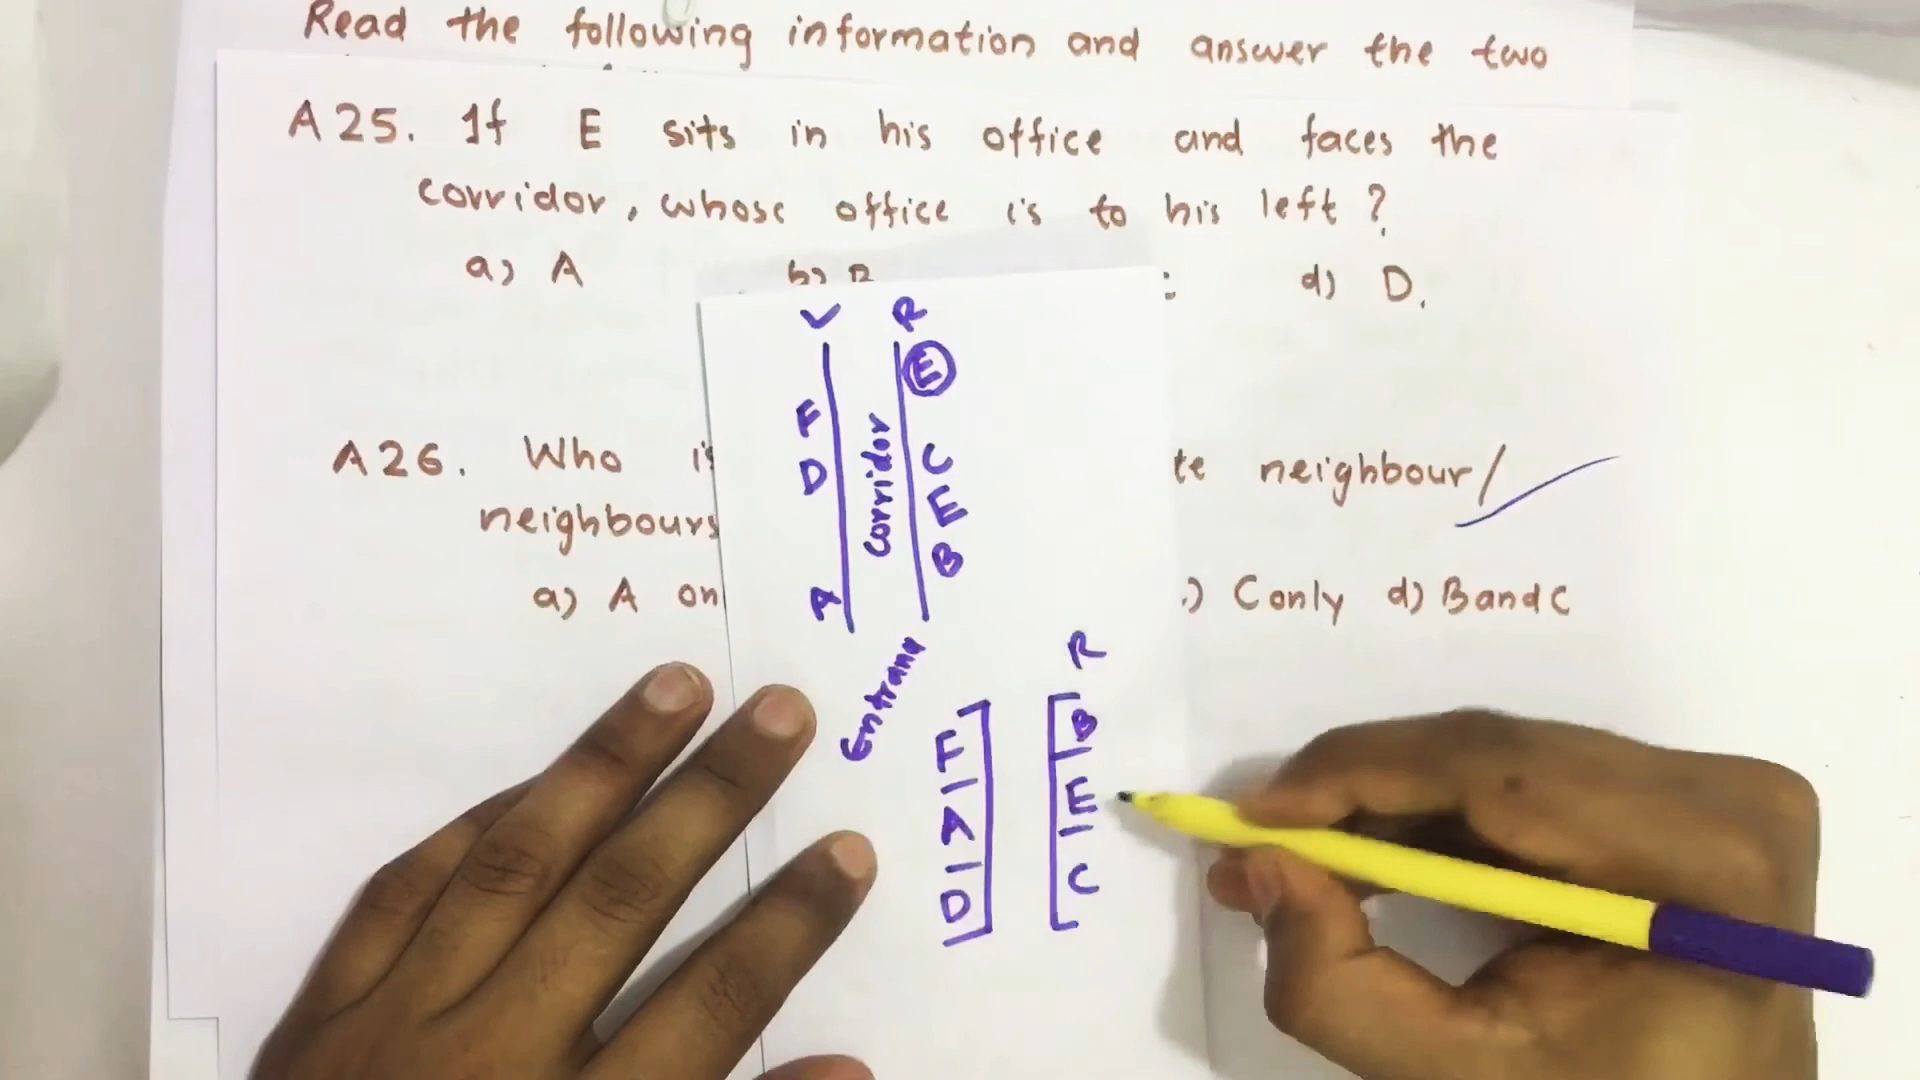 Read the following information and answer the two
A25. If E sits in his office and faces the
corridor, whose office is to his left?
a) A b) d) D.
L R
E
F
D
Corridor
C
E
B
A
A26. Who te neighbour/
neighbours
a) A on .) C only d) B and C
R
F B
A E
D C